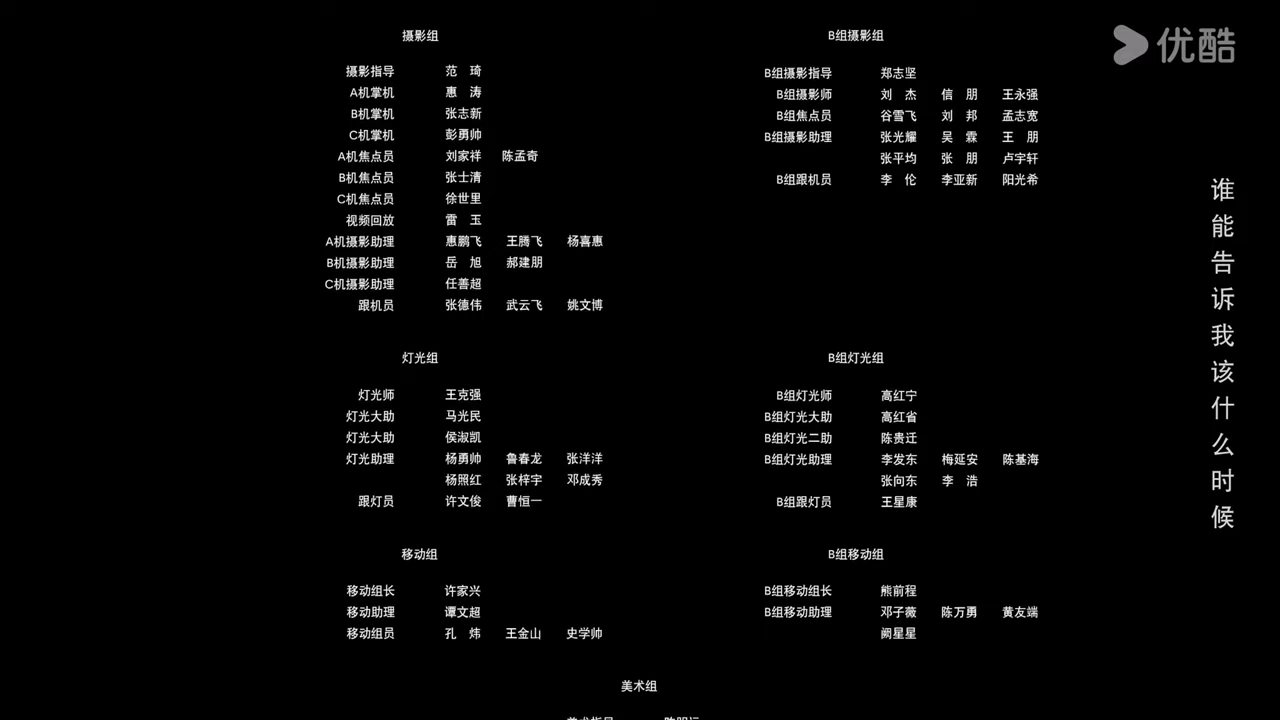 优酷
摄影组
摄影指导 范 琦
A机掌机 惠 涛
B机掌机 张志新
C机掌机 彭勇帅
A机焦点员 刘家祥 陈孟奇
B机焦点员 张士清
C机焦点员 徐世里
视频回放 雷 玉
A机摄影助理 惠鹏飞 王腾飞 杨喜惠
B机摄影助理 岳 旭 郝建朋
C机摄影助理 任善超
跟机员 张德伟 武云飞 姚文博
B组摄影组
B组摄影指导 郑志坚
B组摄影师 刘 杰 信 朋 王永强
B组焦点员 谷雪飞 刘 邦 孟志宽
B组摄影助理 张光耀 吴 霖 王 朋
张平均 张 朋 卢宇轩
B组跟机员 李 伦 李亚新 阳光希
灯光组
灯光师 王克强
灯光大助 马光民
灯光大助 侯淑凯
灯光助理 杨勇帅 鲁春龙 张洋洋
杨照红 张梓宇 邓成秀
跟灯员 许文俊 曹恒一
B组灯光组
B组灯光师 高红宁
B组灯光大助 高红省
B组灯光二助 陈贵迁
B组灯光助理 李发东 梅延安 陈基海
张向东 李 浩
B组跟灯员 王星康
移动组
移动组长 许家兴
移动助理 谭文超
移动组员 孔 炜 王金山 史学帅
B组移动组
B组移动组长 熊前程
B组移动助理 邓子薇 陈万勇 黄友端
阙星星
美术组
谁能告诉我该什么时候